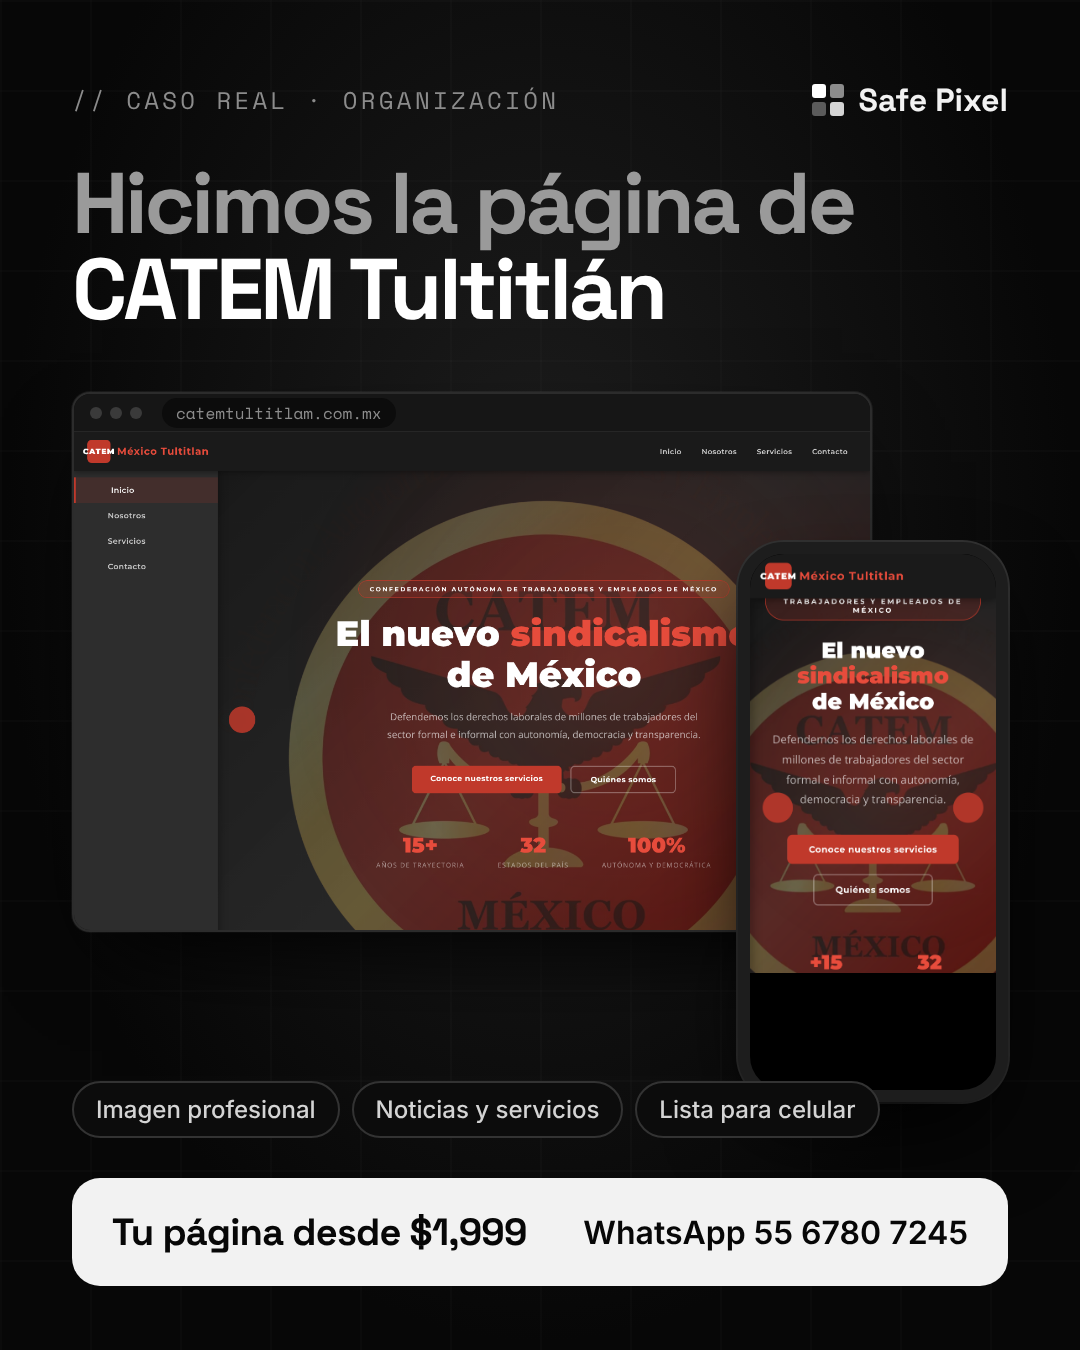 // CASO REAL · ORGANIZACIÓN
Safe Pixel
Hicimos la página de
CATEM Tultitlán
catemtultitlam.com.mx
CATEM México Tultitlan
Inicio Nosotros Servicios Contacto
Inicio
Nosotros
Servicios
Contacto
CATEM
CONFEDERACIÓN AUTÓNOMA DE TRABAJADORES Y EMPLEADOS DE MÉXICO
El nuevo sindicalismo
de México
Defendemos los derechos laborales de millones de trabajadores del
sector formal e informal con autonomía, democracia y transparencia.
Conoce nuestros servicios
Quiénes somos
15+
AÑOS DE TRAYECTORIA
32
ESTADOS DEL PAÍS
100%
AUTÓNOMA Y DEMOCRÁTICA
MÉXICO
CATEM México Tultitlan
TRABAJADORES Y EMPLEADOS DE
MÉXICO
El nuevo
sindicalismo
de México
CATEM
Defendemos los derechos laborales de
millones de trabajadores del sector
formal e informal con autonomía,
democracia y transparencia.
Conoce nuestros servicios
Quiénes somos
MÉXICO
+15
32
Imagen profesional
Noticias y servicios
Lista para celular
Tu página desde $1,999
WhatsApp 55 6780 7245